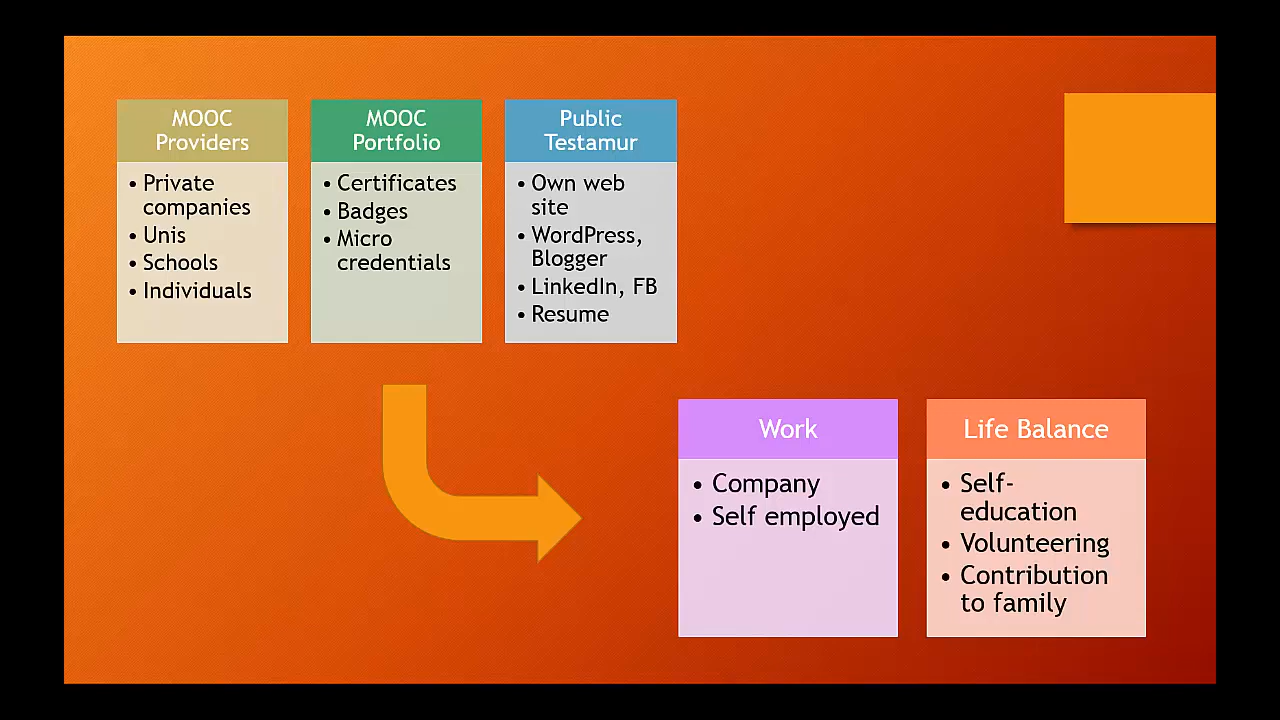 MOOC
Providers
• Private
companies
• Unis
• Schools
• Individuals
MOOC
Portfolio
• Certificates
• Badges
• Micro
credentials
Public
Testamur
• Own web
site
• WordPress,
Blogger
• LinkedIn, FB
• Resume
Work
• Company
• Self employed
Life Balance
• Self-
education
• Volunteering
• Contribution
to family